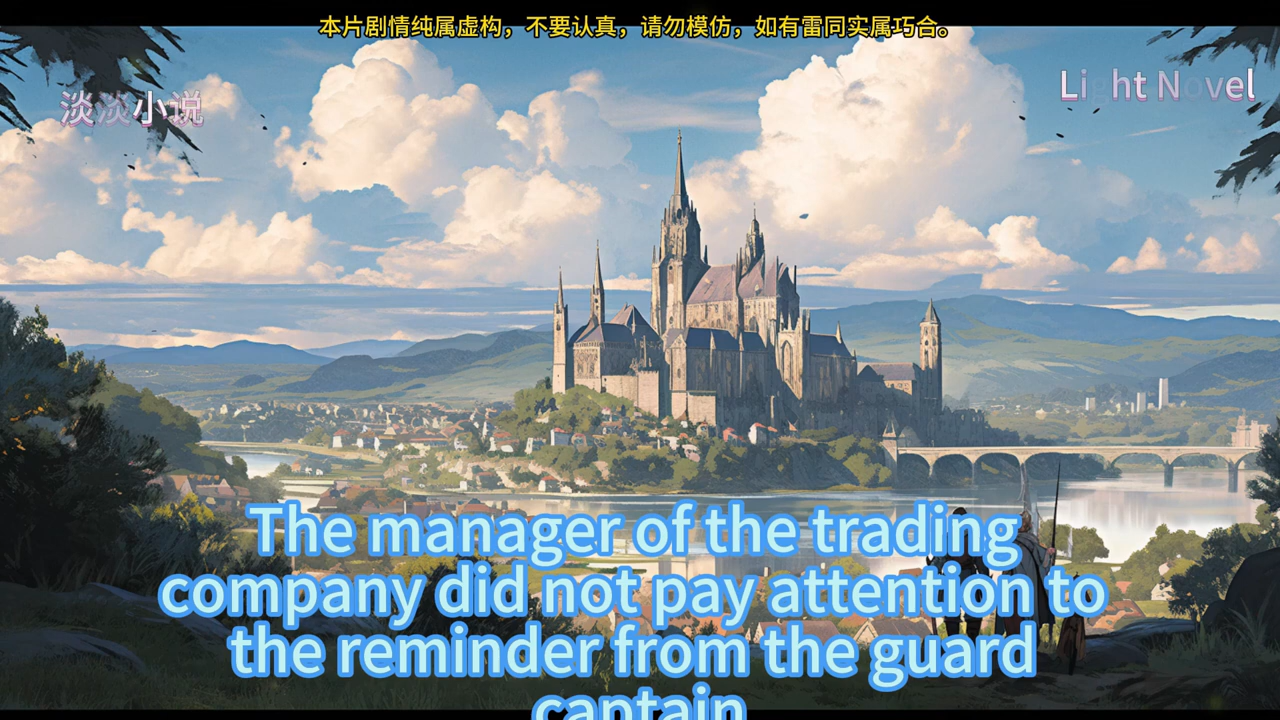 本片剧情纯属虚构，不要认真，请勿模仿，如有雷同实属巧合。
淡淡小说
Light Novel
The manager of the trading
company did not pay attention to
the reminder from the guard
captain